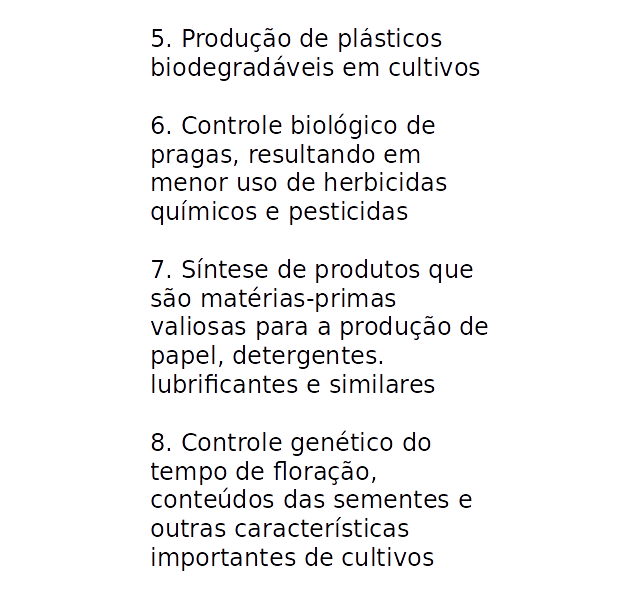 5. Produção de plásticos
biodegradáveis em cultivos
6. Controle biológico de
pragas, resultando em
menor uso de herbicidas
químicos e pesticidas
7. Síntese de produtos que
são matérias-primas
valiosas para a produção de
papel, detergentes.
lubrificantes e similares
8. Controle genético do
tempo de floração,
conteúdos das sementes e
outras características
importantes de cultivos